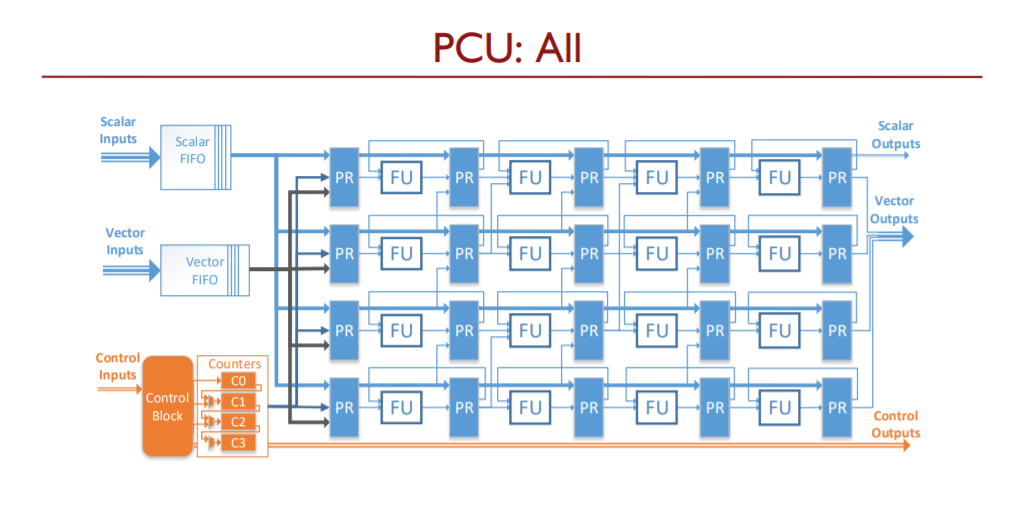 PCU: All
Scalar
Inputs
Scalar
FIFO
Scalar
Outputs
PR FU PR FU PR FU PR FU PR
Vector
Outputs
Vector
Inputs
Vector
FIFO
PR FU PR FU PR FU PR FU PR
PR FU PR FU PR FU PR FU PR
Control
Inputs
Control
Block
Counters
C0
C1
C2
C3
PR FU PR FU PR FU PR FU PR
Control
Outputs